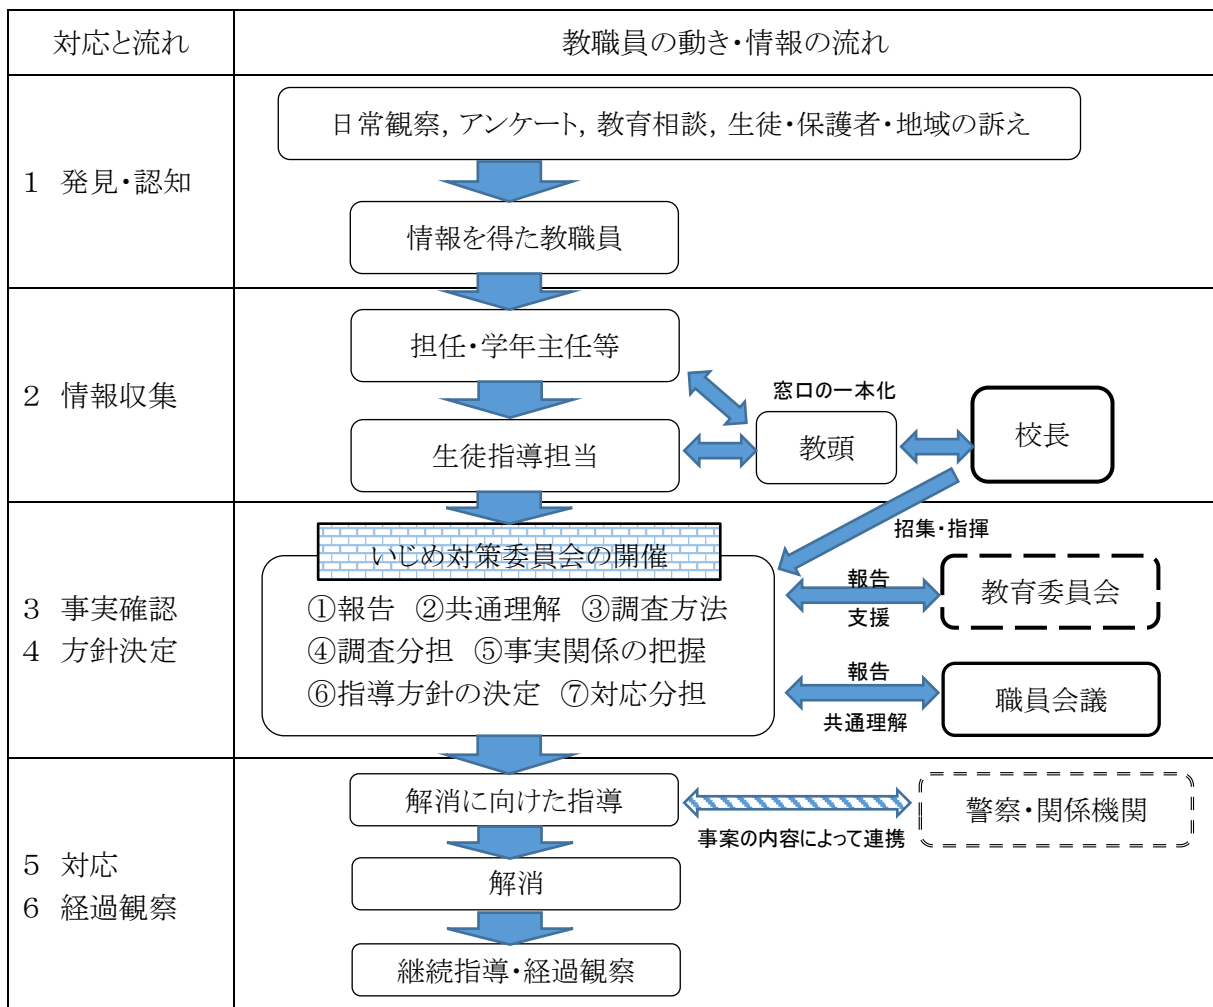 対応と流れ
教職員の動き・情報の流れ
1 発見・認知
日常観察, アンケート, 教育相談, 生徒・保護者・地域の訴え
情報を得た教職員
2 情報収集
担任・学年主任等
窓口の一本化
生徒指導担当
教頭
校長
招集・指揮
3 事実確認
4 方針決定
いじめ対策委員会の開催
①報告 ②共通理解 ③調査方法
④調査分担 ⑤事実関係の把握
⑥指導方針の決定 ⑦対応分担
報告
支援
教育委員会
報告
共通理解
職員会議
5 対応
6 経過観察
解消に向けた指導
事案の内容によって連携
警察・関係機関
解消
継続指導・経過観察